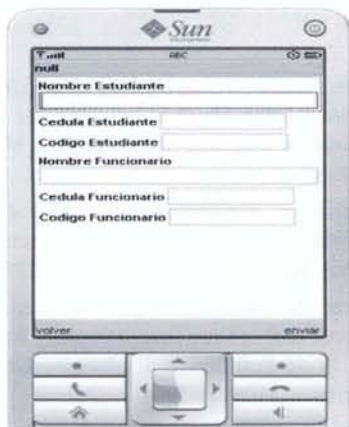 Sun
ABC
null
Nombre Estudiante
Cedula Estudiante
Codigo Estudiante
Nombre Funcionario
Cedula Funcionario
Codigo Funcionario
volver enviar